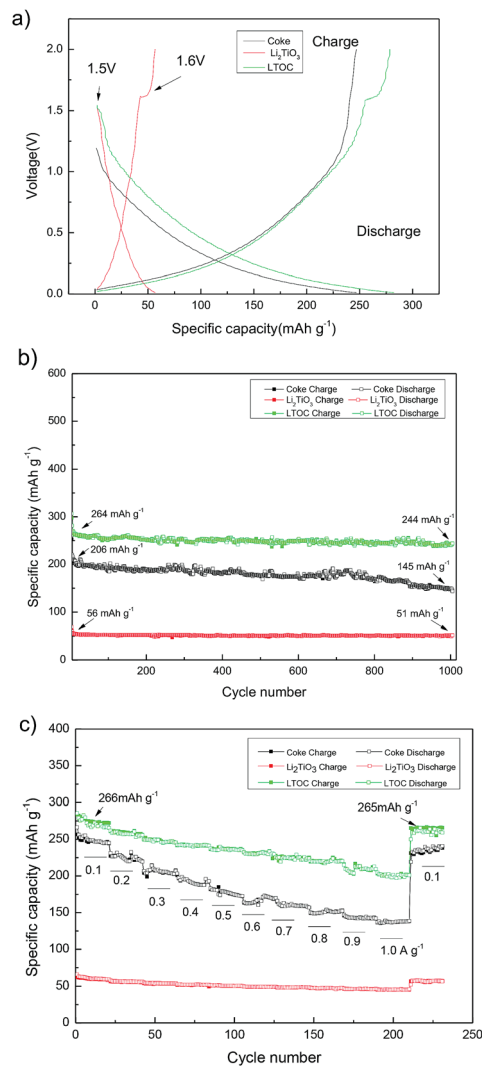 a)
Coke
Li2TiO3
LTOC
Charge
1.5V
1.6V
Discharge
2.0
1.5
1.0
0.5
0.0
Voltage(V)
0 50 100 150 200 250 300
Specific capacity(mAh g-1)
b)
Coke Charge Coke Discharge
Li2TiO3 Charge Li2TiO3 Discharge
LTOC Charge LTOC Discharge
600
500
400
300
200
100
0
Specific capacity (mAh g-1)
264 mAh g-1
244 mAh g-1
206 mAh g-1
145 mAh g-1
56 mAh g-1
51 mAh g-1
200 400 600 800 1000
Cycle number
c)
Coke Charge Coke Discharge
Li2TiO3 Charge Li2TiO3 Discharge
LTOC Charge LTOC Discharge
400
350
300
250
200
150
100
50
0
Specific capacity (mAh g-1)
266mAh g-1
265mAh g-1
0.1
0.2
0.3
0.4
0.5
0.6
0.7
0.8
0.9
1.0 A g-1
0.1
0 50 100 150 200 250
Cycle number